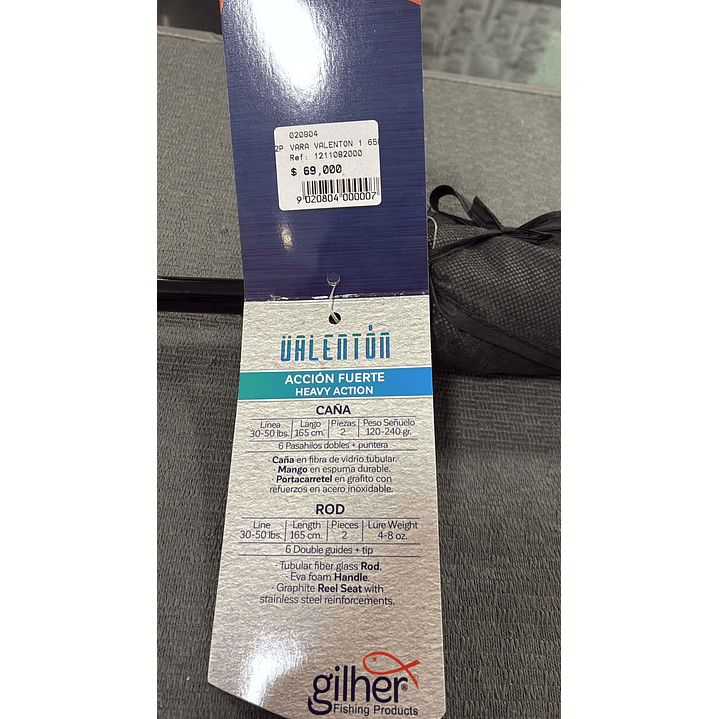 020804
2P VARA VALENTON 1 65
Ref: 1211082000
$ 69,000
9 020804 000007
VALENTÓN
ACCIÓN FUERTE
HEAVY ACTION
CAÑA
Línea Largo Piezas Peso Señuelo
30-50 lbs. 165 cm. 2 120-240 gr.
6 Pasahilos dobles + puntera
· Caña en fibra de vidrio tubular.
· Mango en espuma durable.
· Portacarretel en grafito con
refuerzos en acero inoxidable.
ROD
Line Length Pieces Lure Weight
30-50 lbs. 165 cm. 2 4-8 oz.
6 Double guides + tip
· Tubular fiber glass Rod.
· Eva foam Handle.
· Graphite Reel Seat with
stainless steel reinforcements.
gilher®
Fishing Products